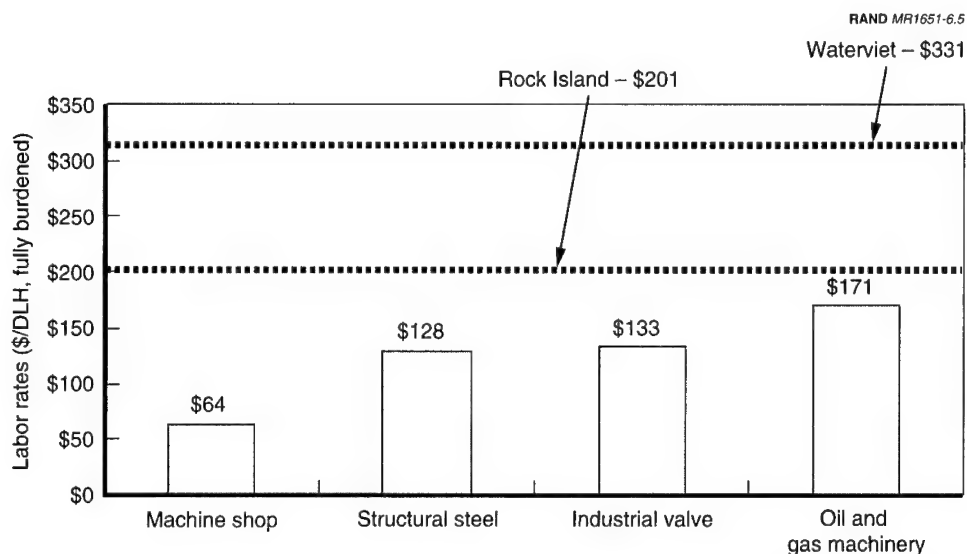 RAND MR1651-6.5
Waterviet – $331
Rock Island – $201
Labor rates ($/DLH, fully burdened)
$350
$300
$250
$200
$150
$100
$50
$0
$64
$128
$133
$171
Machine shop
Structural steel
Industrial valve
Oil and
gas machinery